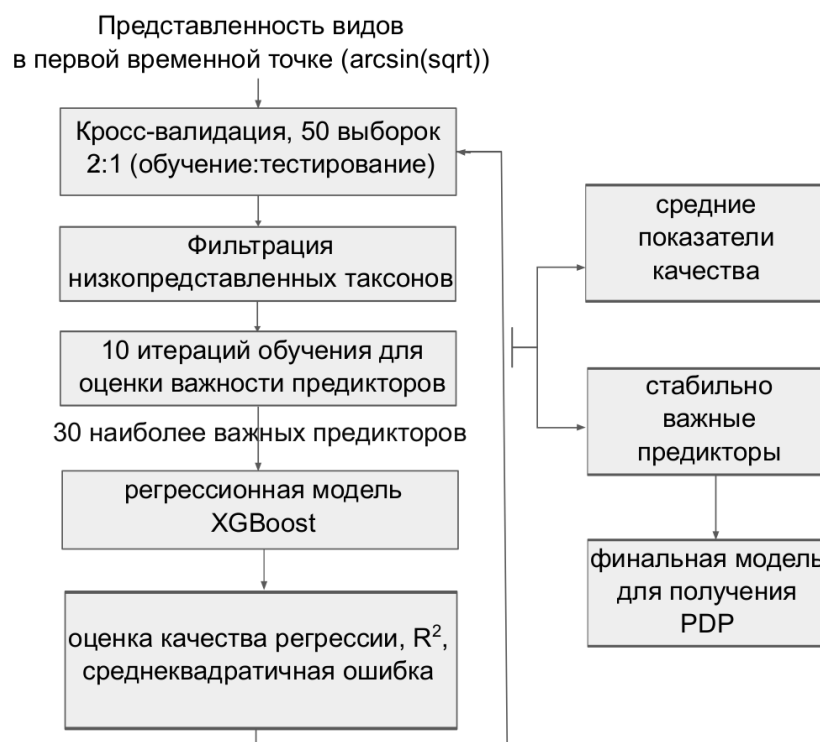 Представленность видов
в первой временной точке (arcsin(sqrt))
Кросс-валидация, 50 выборок
2:1 (обучение:тестирование)
Фильтрация
низкопредставленных таксонов
10 итераций обучения для
оценки важности предикторов
30 наиболее важных предикторов
регрессионная модель
XGBoost
оценка качества регрессии, R²,
среднеквадратичная ошибка
средние
показатели
качества
стабильно
важные
предикторы
финальная модель
для получения
PDP